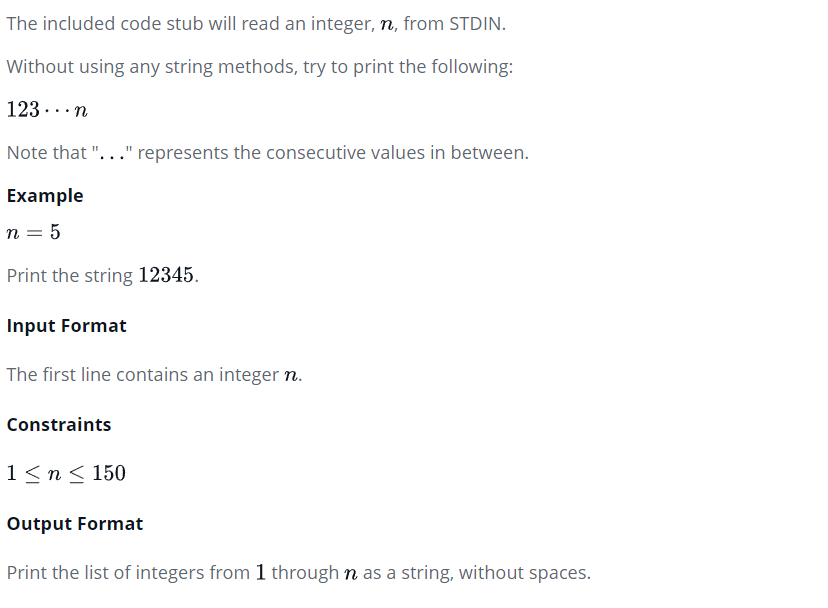 The included code stub will read an integer, n, from STDIN.
Without using any string methods, try to print the following:
123 · · · n
Note that "..." represents the consecutive values in between.
Example
n = 5
Print the string 12345.
Input Format
The first line contains an integer n.
Constraints
1 ≤ n ≤ 150
Output Format
Print the list of integers from 1 through n as a string, without spaces.